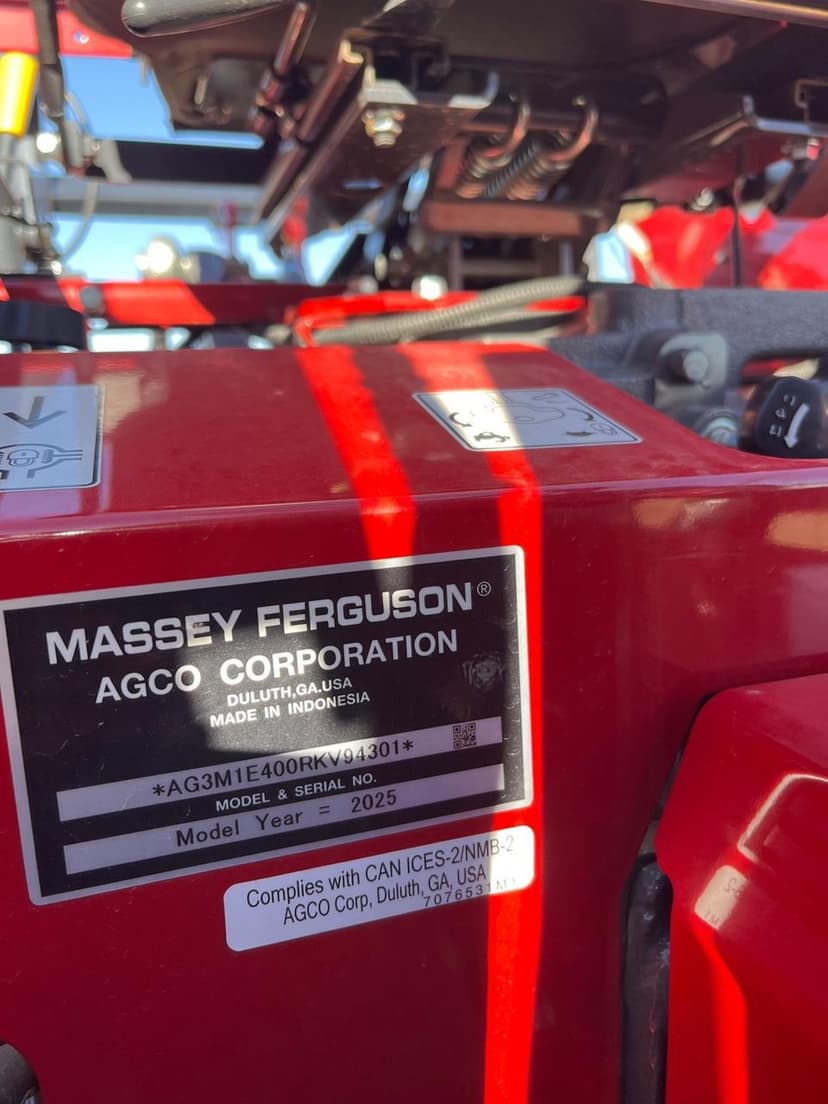 MASSEY FERGUSON®
AGCO CORPORATION
DULUTH,GA.USA
MADE IN INDONESIA
*AG3M1E400RKV94301*
MODEL & SERIAL NO.
Model Year = 2025
Complies with CAN ICES-2/NMB-2
AGCO Corp, Duluth, GA, USA
7076531M1